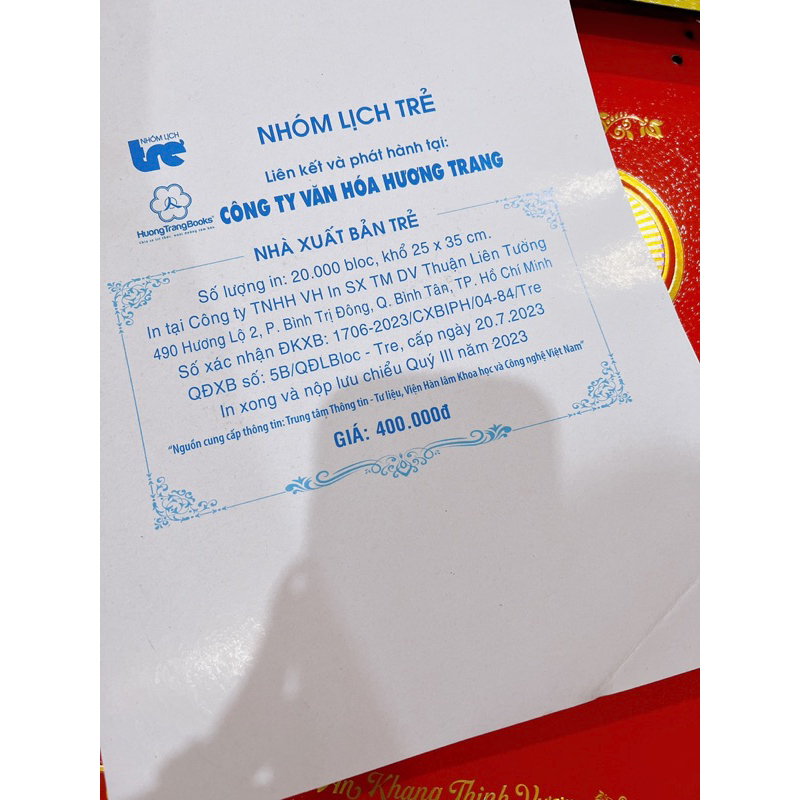 NHÓM LỊCH TRẺ
NHÓM LỊCH
tre
Liên kết và phát hành tại:
CÔNG TY VĂN HÓA HƯƠNG TRANG
HuongTrangBooks
NHÀ XUẤT BẢN TRẺ
Số lượng in: 20.000 bloc, khổ 25 x 35 cm.
In tại Công ty TNHH VH In SX TM DV Thuận Liên Tường
490 Hương Lộ 2, P. Bình Trị Đông, Q. Bình Tân, TP. Hồ Chí Minh
Số xác nhận ĐKXB: 1706-2023/CXBIPH/04-84/Tre
QĐXB số: 5B/QĐLBloc - Tre, cấp ngày 20.7.2023
In xong và nộp lưu chiểu Quý III năm 2023
"Nguồn cung cấp thông tin: Trung tâm Thông tin - Tư liệu, Viện Hàn lâm Khoa học và Công nghệ Việt Nam"
GIÁ: 400.000đ
An Khang Thịnh